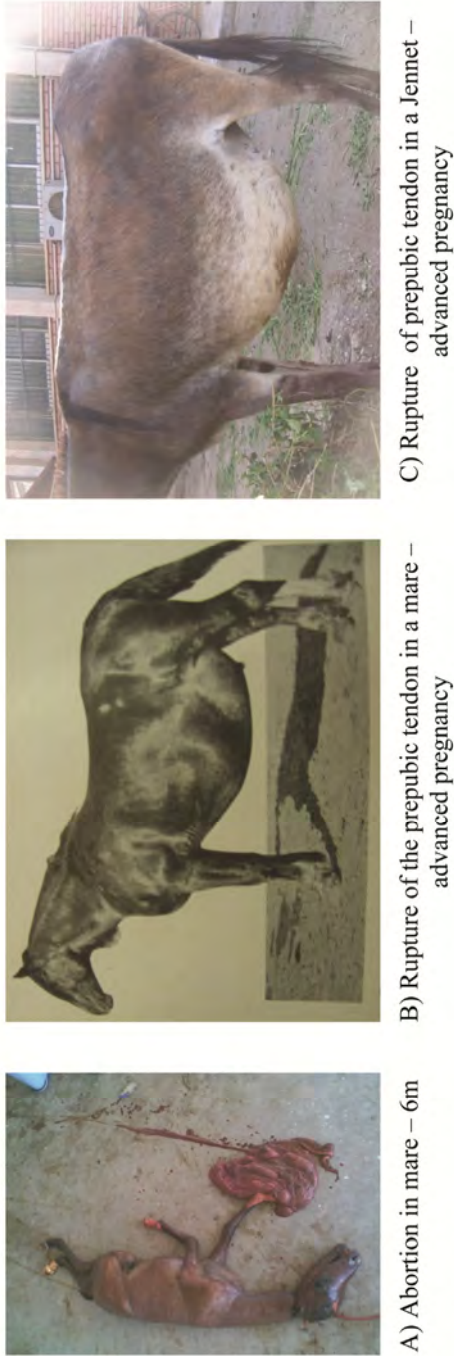 A) Abortion in mare – 6m
B) Rupture of the prepubic tendon in a mare –
advanced pregnancy
C) Rupture  of prepubic tendon in a Jennet –
advanced pregnancy